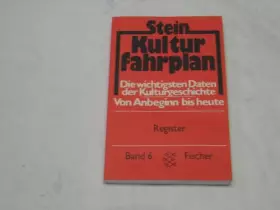 Stein
Kultur
fahrplan
Die wichtigsten Daten
der Kulturgeschichte
Von Anbeginn bis heute
Register
Band 6 Fischer